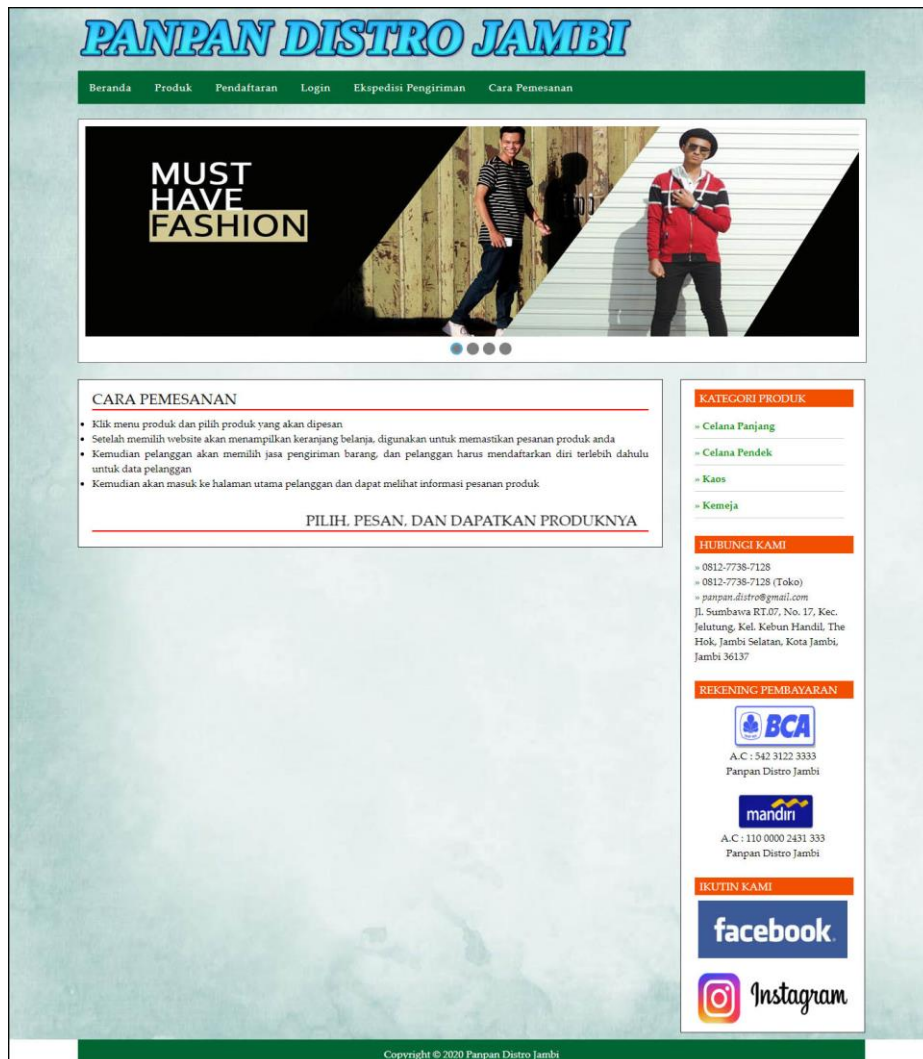 PANPAN DISTRO JAMBI
Beranda Produk Pendaftaran Login Ekspedisi Pengiriman Cara Pemesanan
MUST
HAVE
FASHION
CARA PEMESANAN
• Klik menu produk dan pilih produk yang akan dipesan
• Setelah memilih website akan menampilkan keranjang belanja, digunakan untuk memastikan pesanan produk anda
• Kemudian pelanggan akan memilih jasa pengiriman barang, dan pelanggan harus mendaftarkan diri terlebih dahulu
untuk data pelanggan
• Kemudian akan masuk ke halaman utama pelanggan dan dapat melihat informasi pesanan produk
PILIH, PESAN, DAN DAPATKAN PRODUKNYA
KATEGORI PRODUK
» Celana Panjang
» Celana Pendek
» Kaos
» Kemeja
HUBUNGI KAMI
» 0812-7738-7128
» 0812-7738-7128 (Toko)
» panpan.distro@gmail.com
Jl. Sumbawa RT.07, No. 17, Kec.
Jelutung, Kel. Kebun Handil, The
Hok, Jambi Selatan, Kota Jambi,
Jambi 36137
REKENING PEMBAYARAN
BCA
A.C : 542 3122 3333
Panpan Distro Jambi
mandiri
A.C : 110 0000 2431 333
Panpan Distro Jambi
IKUTIN KAMI
facebook.
Instagram
Copyright © 2020 Panpan Distro Jambi